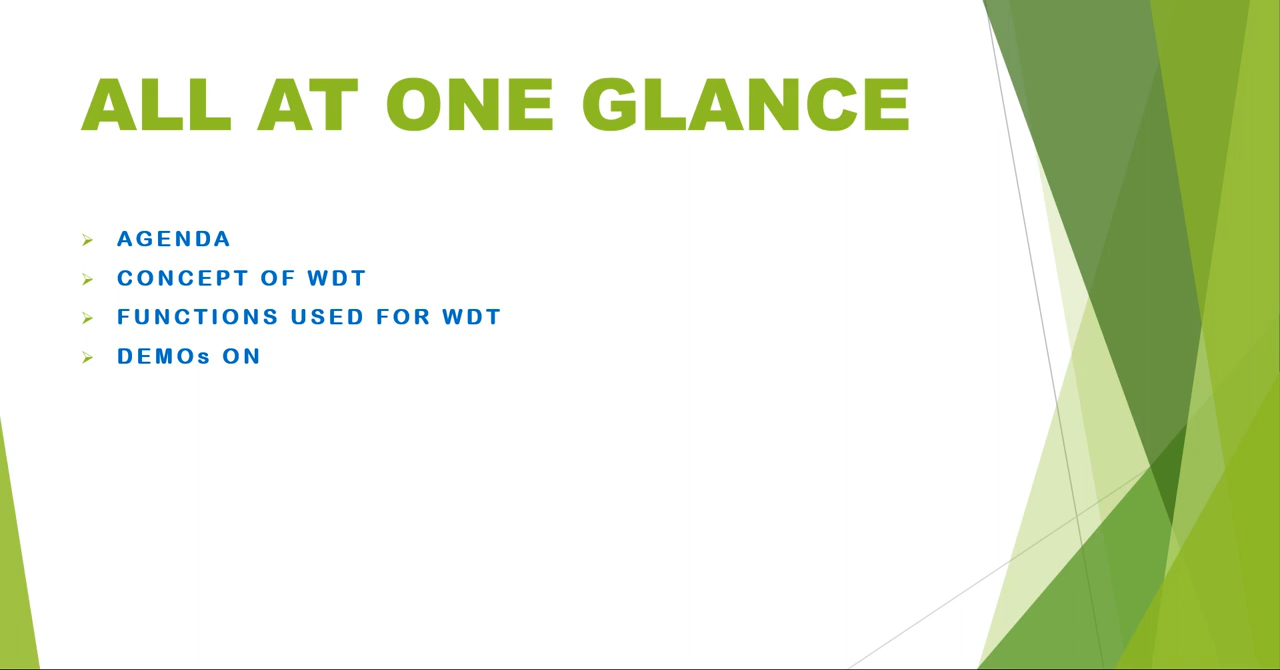 ALL AT ONE GLANCE
AGENDA
CONCEPT OF WDT
FUNCTIONS USED FOR WDT
DEMOs ON